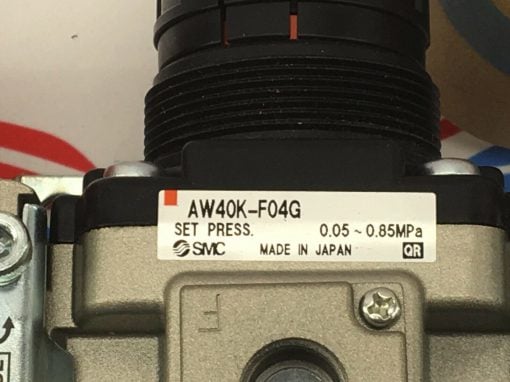 AW40K-F04G
SET PRESS. 0.05 ~ 0.85MPa
SMC MADE IN JAPAN QR